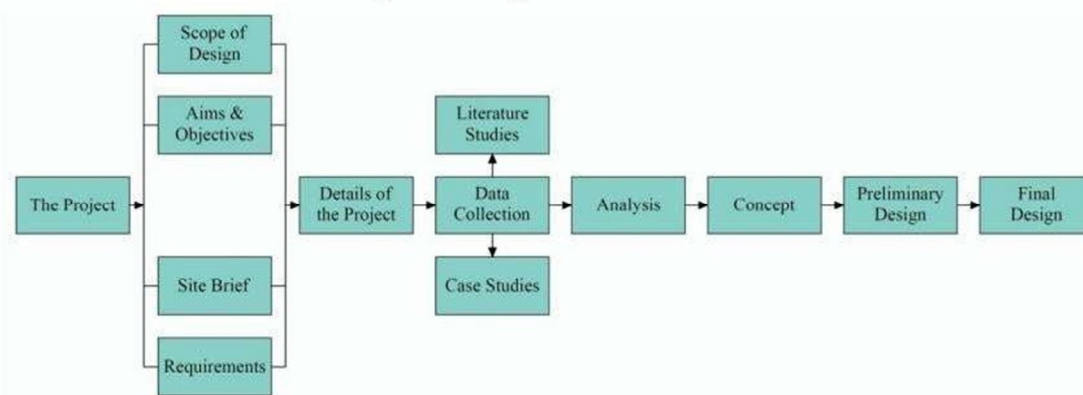 Scope of
Design
Aims &
Objectives
Literature
Studies
The Project
Details of
the Project
Data
Collection
Analysis
Concept
Preliminary
Design
Final
Design
Site Brief
Case Studies
Requirements